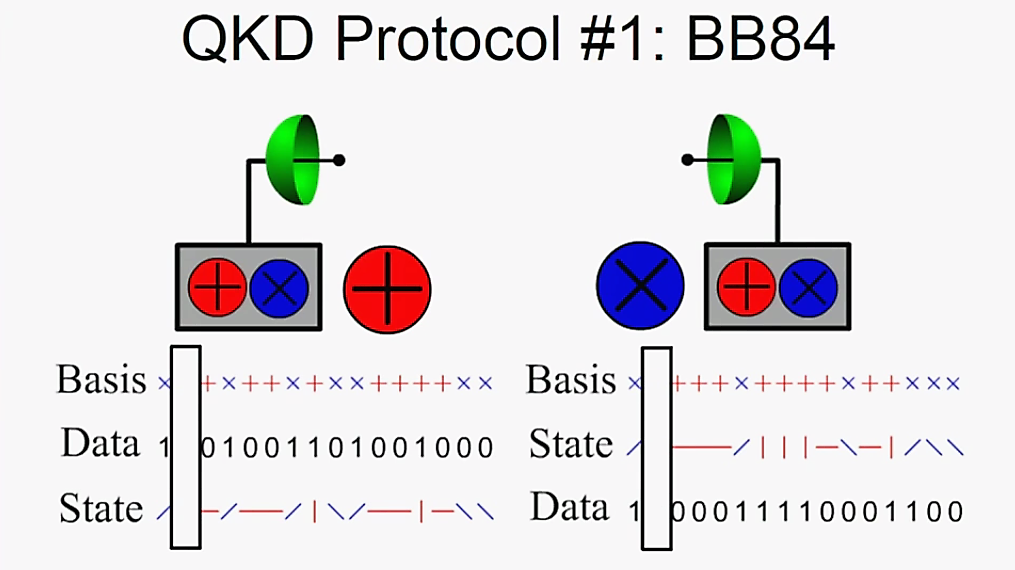 QKD Protocol #1: BB84
Basis × +×++×+××++++××
Data 1 01001101001000
State / —/——/|\/——|—\\
Basis × +++×++++×++×××
State / ———/|||—\—|/\\
Data 1 00011110001100